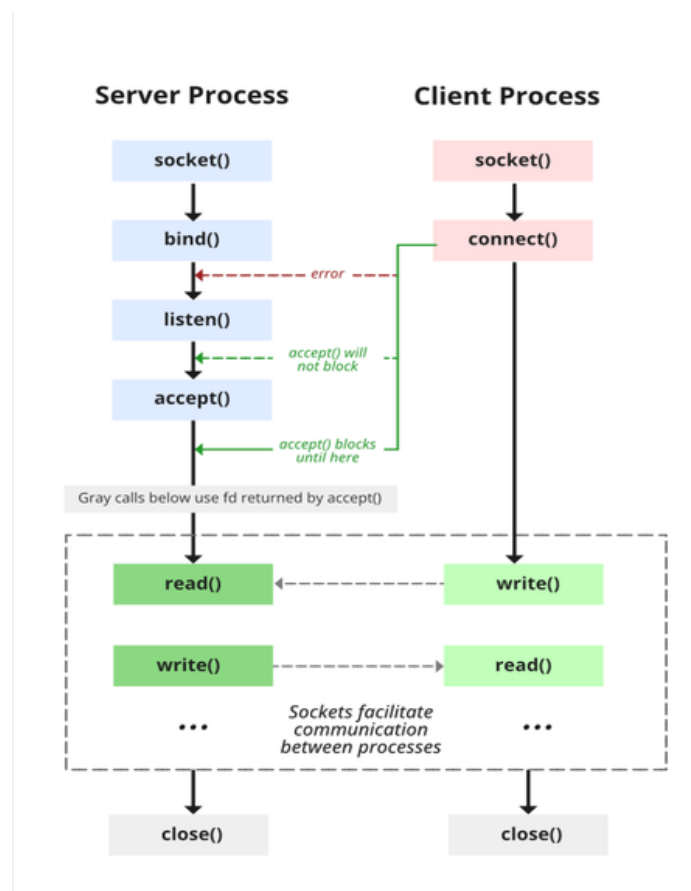 Server Process
Client Process
socket()
socket()
bind()
connect()
error
listen()
accept() will
not block
accept()
accept() blocks
until here
Gray calls below use fd returned by accept()
read()
write()
write()
read()
...
...
Sockets facilitate
communication
between processes
close()
close()